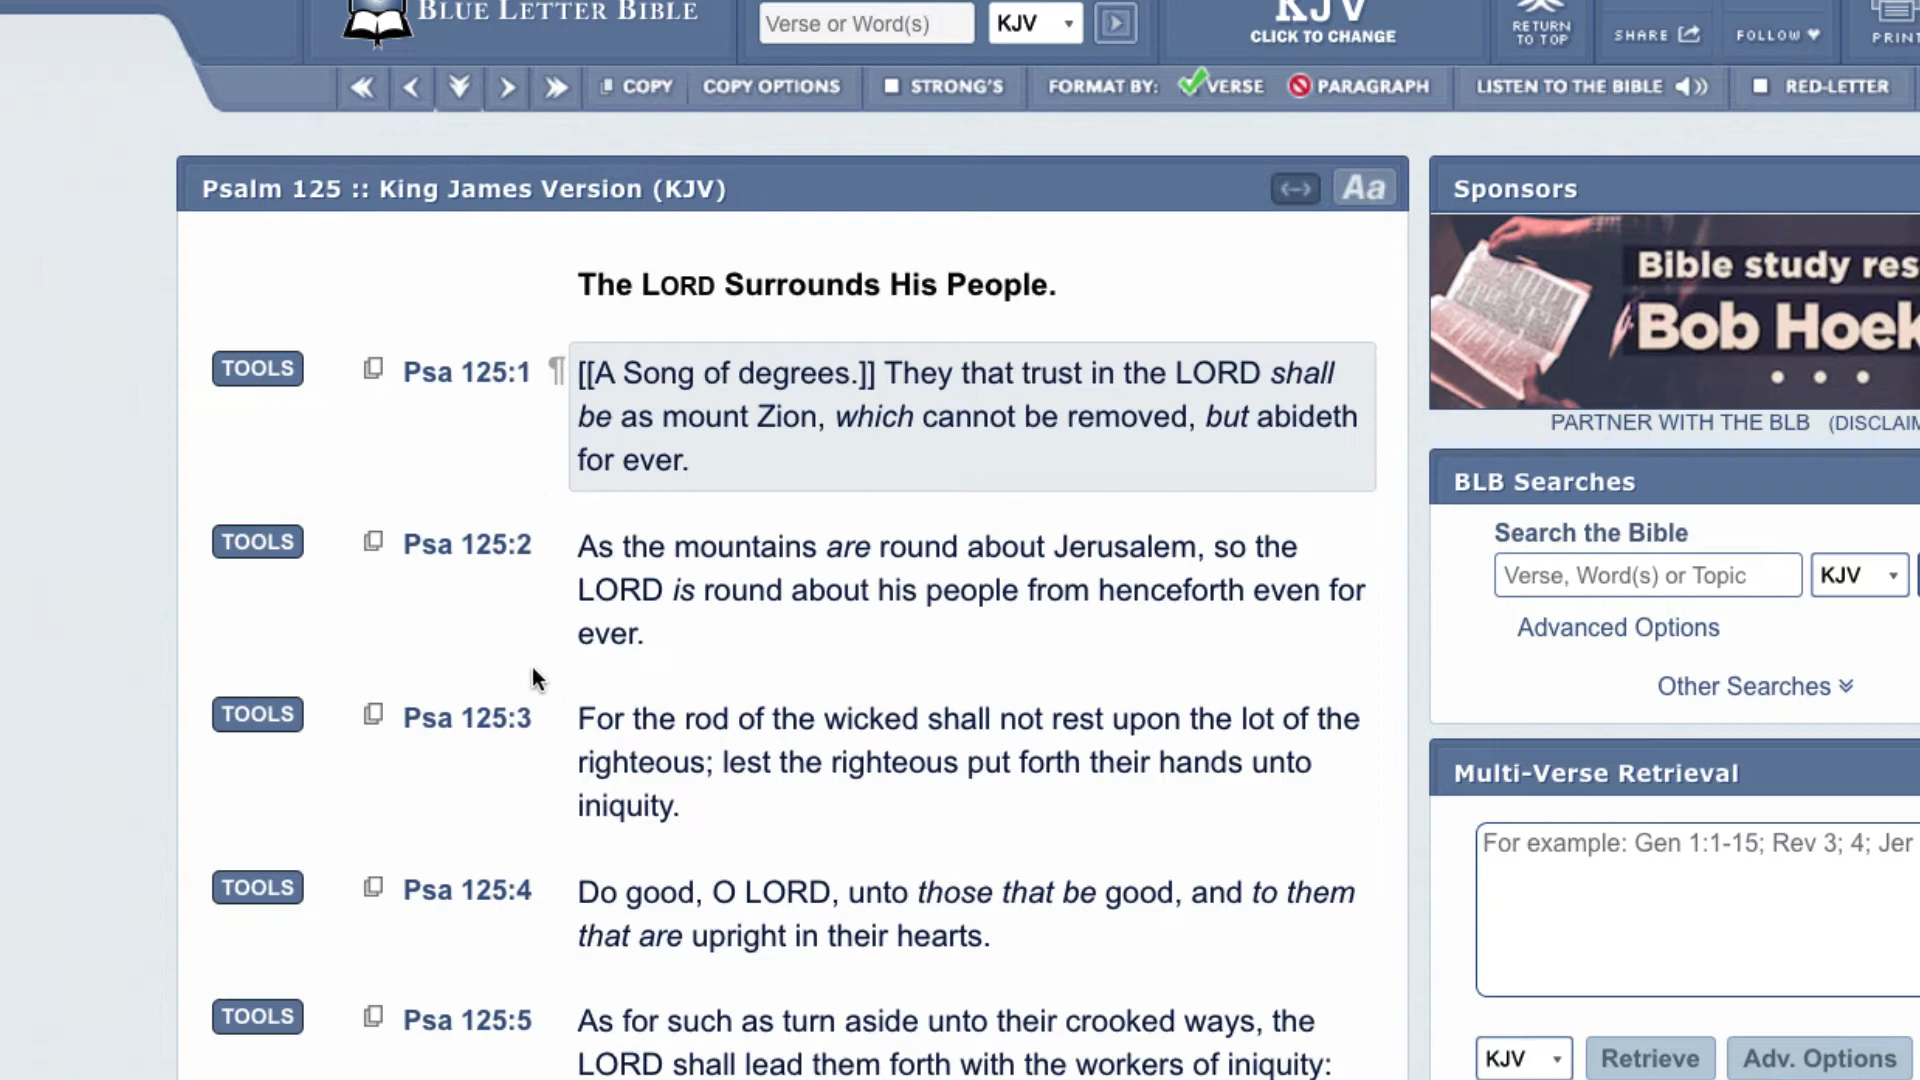 BLUE LETTER BIBLE
Verse or Word(s)
KJV
KJV
CLICK TO CHANGE
RETURN
TO TOP
SHARE
FOLLOW
PRINT
COPY
COPY OPTIONS
STRONG'S
FORMAT BY:
VERSE
PARAGRAPH
LISTEN TO THE BIBLE
RED-LETTER
Psalm 125 :: King James Version (KJV)
Aa
The LORD Surrounds His People.
TOOLS
Psa 125:1
¶ [[A Song of degrees.]] They that trust in the LORD shall
be as mount Zion, which cannot be removed, but abideth
for ever.
TOOLS
Psa 125:2
As the mountains are round about Jerusalem, so the
LORD is round about his people from henceforth even for
ever.
TOOLS
Psa 125:3
For the rod of the wicked shall not rest upon the lot of the
righteous; lest the righteous put forth their hands unto
iniquity.
TOOLS
Psa 125:4
Do good, O LORD, unto those that be good, and to them
that are upright in their hearts.
TOOLS
Psa 125:5
As for such as turn aside unto their crooked ways, the
LORD shall lead them forth with the workers of iniquity:
Sponsors
Bible study res
Bob Hoek
PARTNER WITH THE BLB (DISCLAIM
BLB Searches
Search the Bible
Verse, Word(s) or Topic
KJV
Advanced Options
Other Searches
Multi-Verse Retrieval
For example: Gen 1:1-15; Rev 3; 4; Jer
KJV
Retrieve
Adv. Options